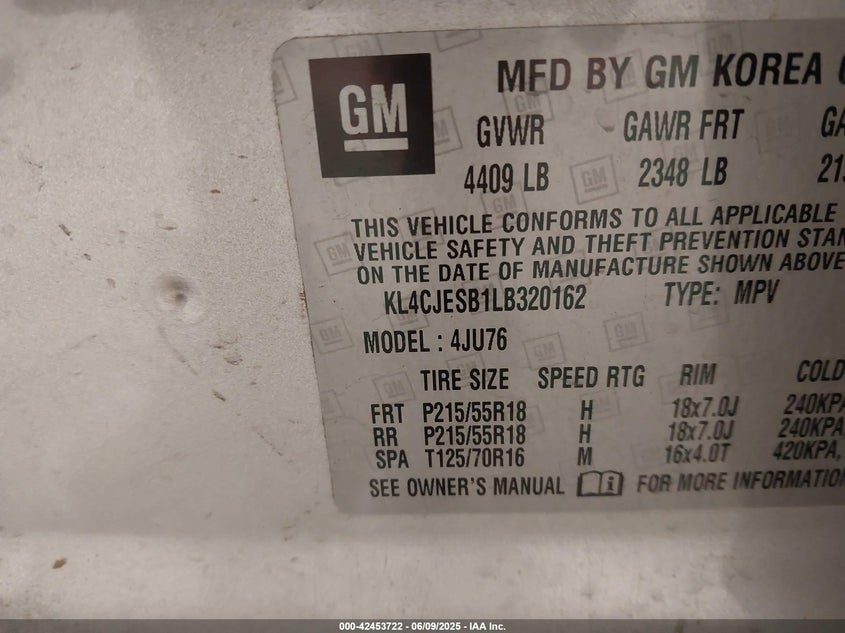 GM
MFD BY GM KOREA
GVWR GAWR FRT
4409 LB 2348 LB
THIS VEHICLE CONFORMS TO ALL APPLICABLE
VEHICLE SAFETY AND THEFT PREVENTION
ON THE DATE OF MANUFACTURE SHOWN ABOVE
KL4CJESB1LB320162 TYPE: MPV
MODEL : 4JU76
TIRE SIZE SPEED RTG RIM COLD
FRT P215/55R18 H 18x7.0J 240KPA
RR P215/55R18 H 18x7.0J 240KPA,
SPA T125/70R16 M 16x4.0T 420KPA,
SEE OWNER'S MANUAL FOR MORE INFORMATION
000-42453722 - 06/09/2025 - IAA Inc.